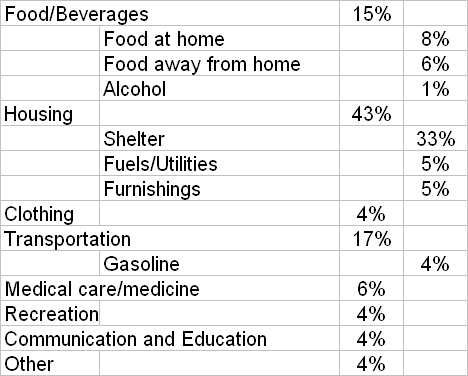 Food/Beverages 15%
Food at home 8%
Food away from home 6%
Alcohol 1%
Housing 43%
Shelter 33%
Fuels/Utilities 5%
Furnishings 5%
Clothing 4%
Transportation 17%
Gasoline 4%
Medical care/medicine 6%
Recreation 4%
Communication and Education 4%
Other 4%